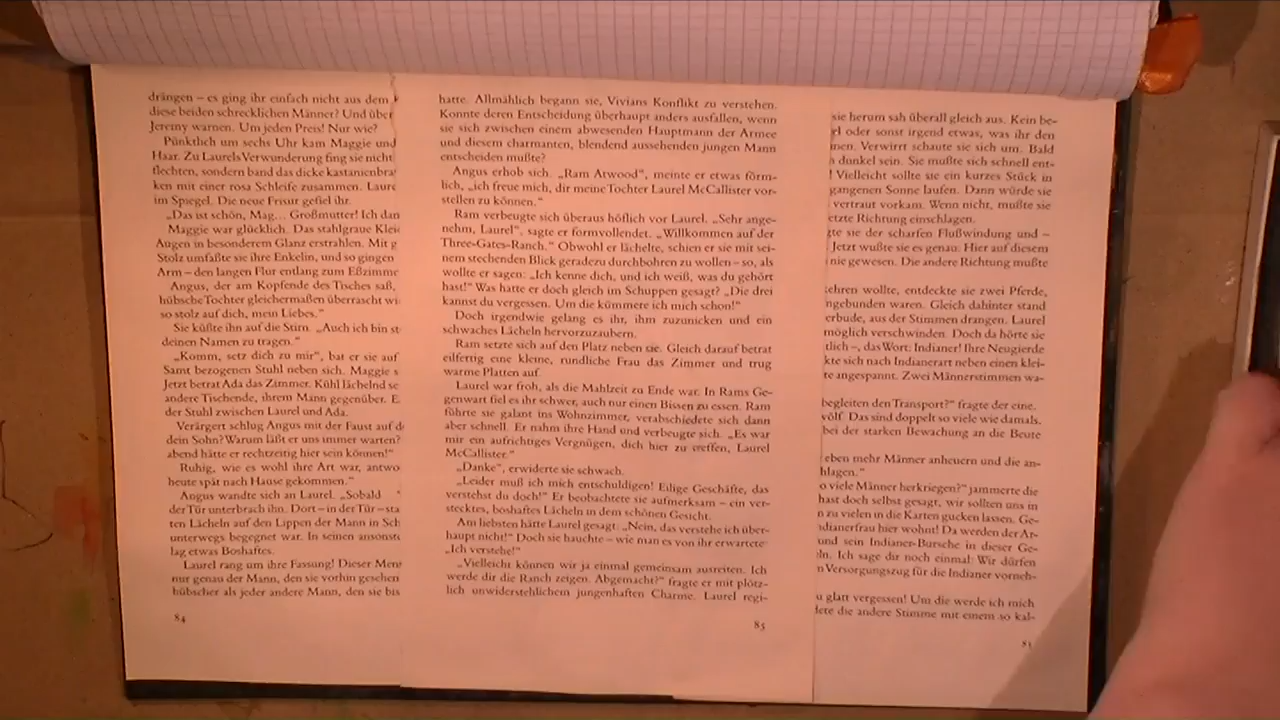 drängen – es ging ihr einfach nicht aus dem
diese beiden schrecklichen Männer? Und über
Jeremy warnen. Um jeden Preis! Nur wie?
Pünktlich um sechs Uhr kam Maggie und
Haar. Zu Laurels Verwunderung fing sie nicht
flechten, sondern band das dicke kastanienbra
ken mit einer rosa Schleife zusammen. Laure
im Spiegel. Die neue Frisur gefiel ihr.
„Das ist schön, Mag... Großmutter! Ich dan
Maggie war glücklich. Das stahlgraue Klei
Augen in besonderem Glanz erstrahlen. Mit g
Stolz umfaßte sie ihre Enkelin, und so gingen
Arm – den langen Flur entlang zum Eßzimme
Angus, der am Kopfende des Tisches saß,
hübsche Tochter gleichermaßen überrascht wi
so stolz auf dich, mein Liebes.“
Sie küßte ihn auf die Stirn. „Auch ich bin st
deinen Namen zu tragen.“
„Komm, setz dich zu mir“, bat er sie auf
Samt bezogenen Stuhl neben sich. Maggie s
Jetzt betrat Ada das Zimmer. Kühl lächelnd se
andere Tischende, ihrem Mann gegenüber. E
der Stuhl zwischen Laurel und Ada.
Verärgert schlug Angus mit der Faust auf d
dein Sohn? Warum läßt er uns immer warten?
abend hätte er rechtzeitig hier sein können!“
Ruhig, wie es wohl ihre Art war, antwo
heute spät nach Hause gekommen.“
Angus wandte sich an Laurel. „Sobald
der Tür unterbrach ihn. Dort – in der Tür – sta
ten Lächeln auf den Lippen der Mann in Sch
unterwegs begegnet war. In seinen ansonste
lag etwas Boshaftes.
Laurel rang um ihre Fassung! Dieser Mens
nur genau der Mann, den sie vorhin gesehen
hübscher als jeder andere Mann, den sie bis
84
hatte. Allmählich begann sie, Vivians Konflikt zu verstehen.
Konnte deren Entscheidung überhaupt anders ausfallen, wenn
sie sich zwischen einem abwesenden Hauptmann der Armee
und diesem charmanten, blendend aussehenden jungen Mann
entscheiden mußte?
Angus erhob sich. „Ram Atwood“, meinte er etwas förm-
lich, „ich freue mich, dir meine Tochter Laurel McCallister vor-
stellen zu können.“
Ram verbeugte sich überaus höflich vor Laurel. „Sehr ange-
nehm, Laurel“, sagte er formvollendet. „Willkommen auf der
Three-Gates-Ranch.“ Obwohl er lächelte, schien er sie mit sei-
nem stechenden Blick geradezu durchbohren zu wollen – so, als
wollte er sagen: „Ich kenne dich, und ich weiß, was du gehört
hast!“ Was hatte er doch gleich im Schuppen gesagt? „Die drei
kannst du vergessen. Um die kümmere ich mich schon!“
Doch irgendwie gelang es ihr, ihm zuzunicken und ein
schwaches Lächeln hervorzuzaubern.
Ram setzte sich auf den Platz neben sie. Gleich darauf betrat
eilfertig eine kleine, rundliche Frau das Zimmer und trug
warme Platten auf.
Laurel war froh, als die Mahlzeit zu Ende war. In Rams Ge-
genwart fiel es ihr schwer, auch nur einen Bissen zu essen. Ram
führte sie galant ins Wohnzimmer, verabschiedete sich dann
aber schnell. Er nahm ihre Hand und verbeugte sich. „Es war
mir ein aufrichtiges Vergnügen, dich hier zu treffen, Laurel
McCallister.“
„Danke“, erwiderte sie schwach.
„Leider muß ich mich entschuldigen! Eilige Geschäfte, das
verstehst du doch!“ Er beobachtete sie aufmerksam – ein ver-
stecktes, boshaftes Lächeln in dem schönen Gesicht.
Am liebsten hätte Laurel gesagt: „Nein, das verstehe ich über-
haupt nicht!“ Doch sie hauchte – wie man es von ihr erwartete –
„Ich verstehe!“
„Vielleicht können wir ja einmal gemeinsam ausreiten. Ich
werde dir die Ranch zeigen. Abgemacht?“ fragte er mit plötz-
lich unwiderstehlichem jungenhaften Charme. Laurel regi-
85
sie herum sah überall gleich aus. Kein be-
oder sonst irgend etwas, was ihr den
nen. Verwirrt schaute sie sich um. Bald
dunkel sein. Sie mußte sich schnell ent-
! Vielleicht sollte sie ein kurzes Stück in
gangenen Sonne laufen. Dann würde sie
vertraut vorkam. Wenn nicht, mußte sie
etzte Richtung einschlagen.
gte sie der scharfen Flußwindung und –
Jetzt wußte sie es genau: Hier auf diesem
nie gewesen. Die andere Richtung mußte
ehren wollte, entdeckte sie zwei Pferde,
ngebunden waren. Gleich dahinter stand
erbude, aus der Stimmen drangen. Laurel
möglich verschwinden. Doch da hörte sie
tlich –, das Wort: Indianer! Ihre Neugierde
kte sich nach Indianerart neben einen klei-
te angespannt. Zwei Männerstimmen wa-
begleiten den Transport?“ fragte der eine.
völf. Das sind doppelt so viele wie damals.
bei der starken Bewachung an die Beute
eben mehr Männer anheuern und die an-
hlagen.“
o viele Männer herkriegen?“ jammerte die
hast doch selbst gesagt, wir sollten uns in
n zu vielen in die Karten gucken lassen. Ge-
dianerfrau hier wohnt! Da werden der Ar-
und sein Indianer-Bursche in dieser Ge-
ln. Ich sage dir noch einmal: Wir dürfen
n Versorgungszug für die Indianer vorneh-
u glatt vergessen! Um die werde ich mich
dete die andere Stimme mit einem so kal-